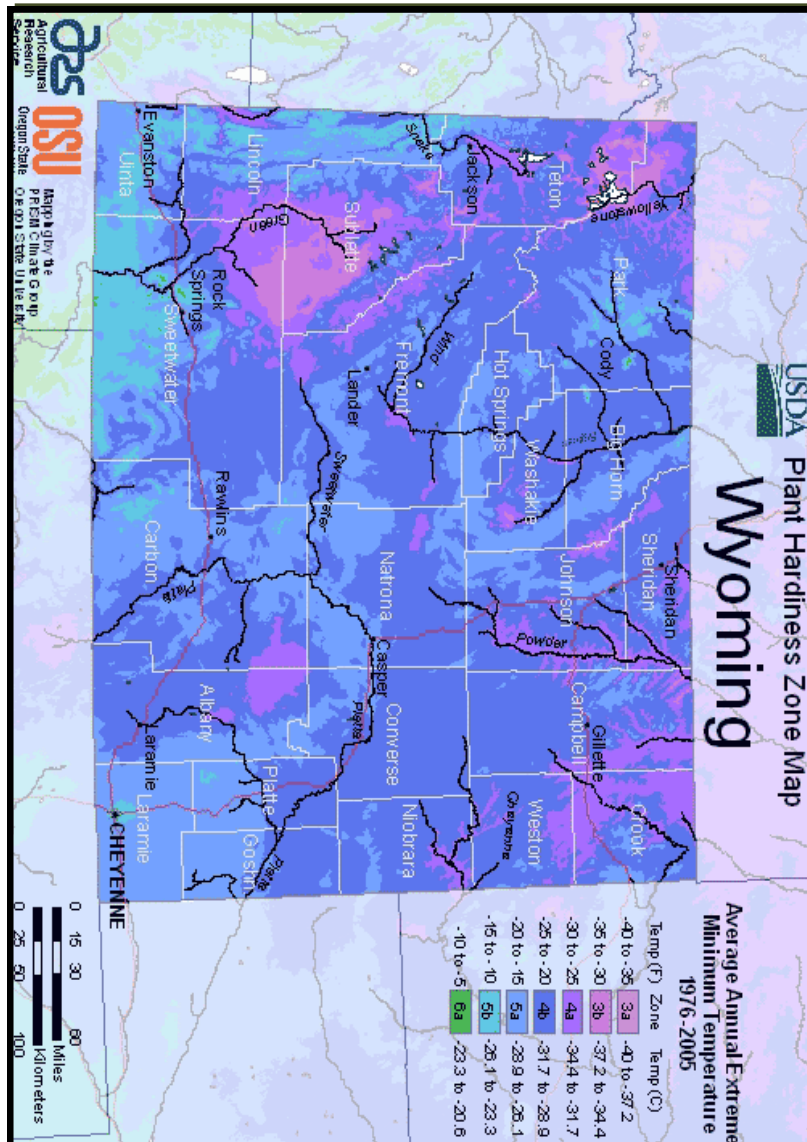 USDA Plant Hardiness Zone Map
Wyoming
Average Annual Extreme
Minimum Temperature
1976-2005
Temp (F) Zone Temp (C)
-40 to -35 3a -40 to -37.2
-35 to -30 3b -37.2 to -34.4
-30 to -25 4a -34.4 to -31.7
-25 to -20 4b -31.7 to -28.9
-20 to -15 5a -28.9 to -26.1
-15 to -10 5b -26.1 to -23.3
-10 to -5 6a -23.3 to -20.6
Yellowstone
Teton
Park
Cody
Big Horn
Sheridan
Sheridan
Crook
Campbell
Gillette
Powder
Johnson
Washakie
Hot Springs
Weston
Cheyenne
Jackson
Snake
Wind
Fremont
Lander
Sublette
Lincoln
Green
Natrona
Casper
Platte
Converse
Niobrara
Sweetwater
Rock
Springs
Sweetwater
Rawlins
Carbon
Platte
Albany
Laramie
Platte
Goshn
Platte
Laramie
CHEYENNE
Evanston
Uinta
ars
Agricultural
Research
Service
OSU
Oregon State
Mapping by the
PRISM Climate Group
Oregon State University
0 15 30 60
Miles
Kilometers
0 25 50 100